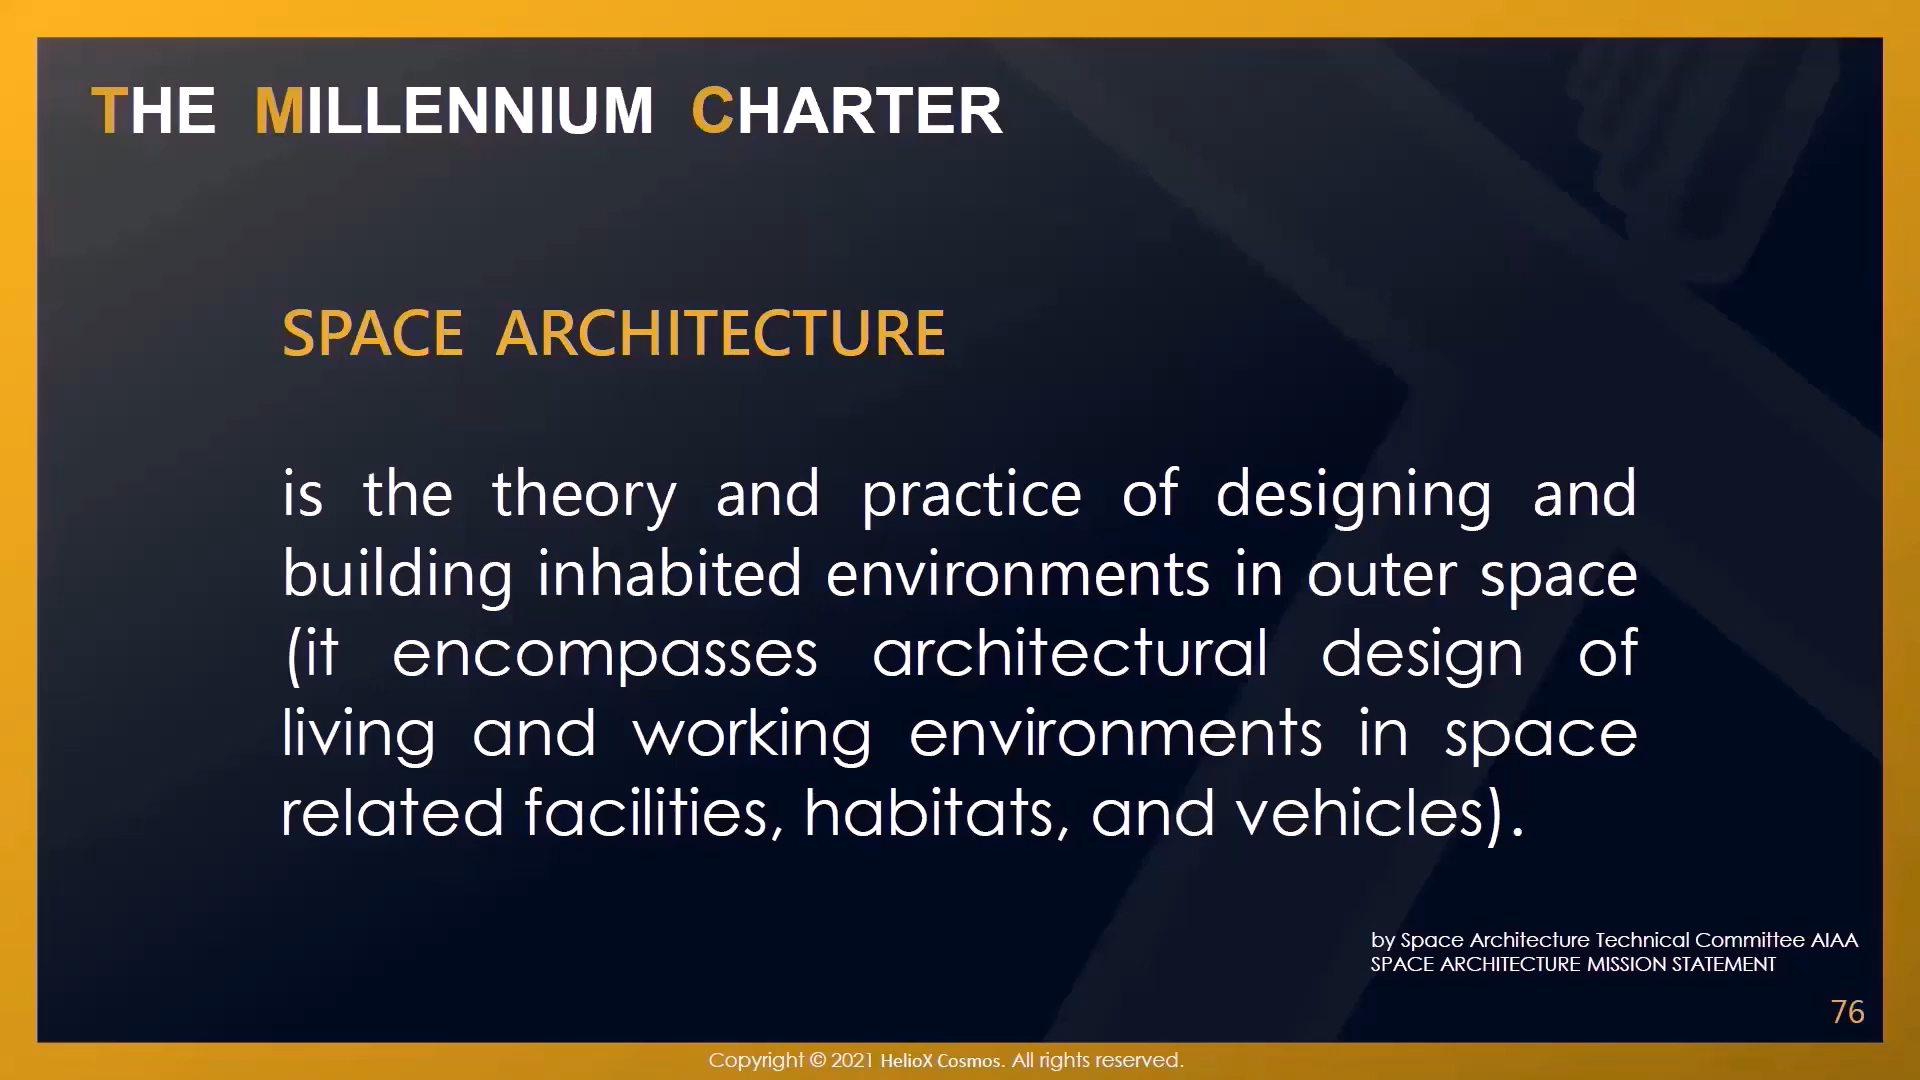 THE MILLENNIUM CHARTER
SPACE ARCHITECTURE
is the theory and practice of designing and
building inhabited environments in outer space
(it encompasses architectural design of
living and working environments in space
related facilities, habitats, and vehicles).
by Space Architecture Technical Committee AIAA
SPACE ARCHITECTURE MISSION STATEMENT
76
Copyright © 2021 HelioX Cosmos. All rights reserved.